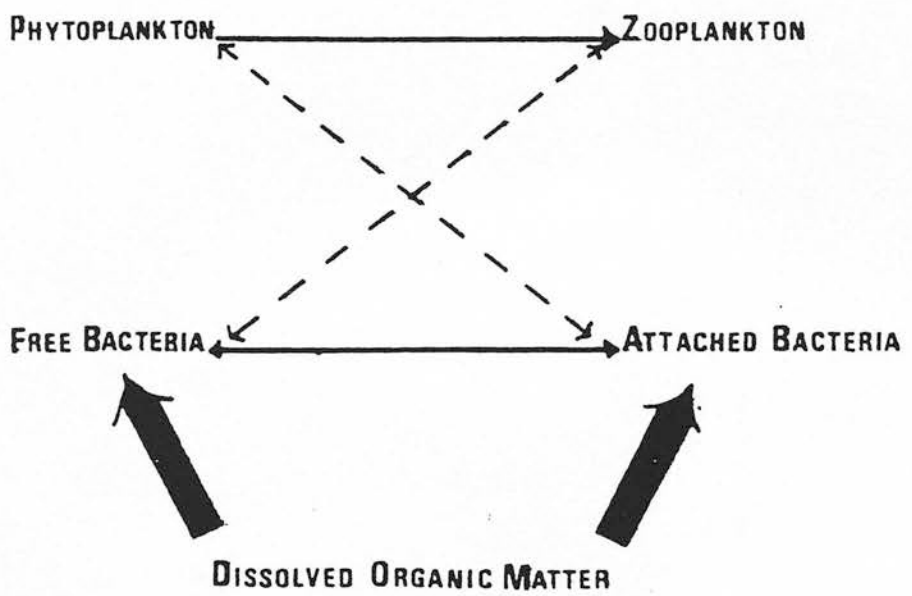 PHYTOPLANKTON ZOOPLANKTON
FREE BACTERIA ATTACHED BACTERIA
DISSOLVED ORGANIC MATTER